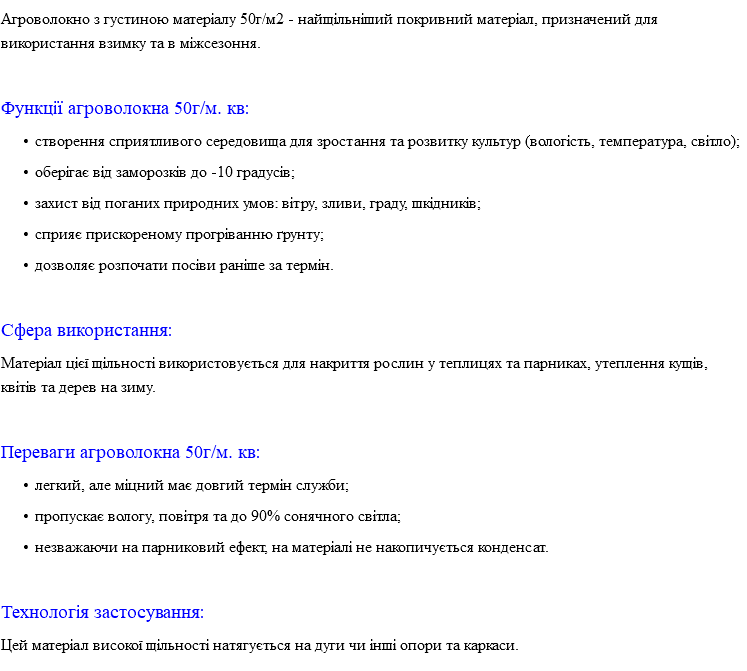 Агроволокно з густиною матеріалу 50г/м2 - найщільніший покривний матеріал, призначений для
використання взимку та в міжсезоння.
Функції агроволокна 50г/м. кв:
• створення сприятливого середовища для зростання та розвитку культур (вологість, температура, світло);
• оберігає від заморозків до -10 градусів;
• захист від поганих природних умов: вітру, зливи, граду, шкідників;
• сприяє прискореному прогріванню ґрунту;
• дозволяє розпочати посіви раніше за термін.
Сфера використання:
Матеріал цієї щільності використовується для накриття рослин у теплицях та парниках, утеплення кущів,
квітів та дерев на зиму.
Переваги агроволокна 50г/м. кв:
• легкий, але міцний має довгий термін служби;
• пропускає вологу, повітря та до 90% сонячного світла;
• незважаючи на парниковий ефект, на матеріалі не накопичується конденсат.
Технологія застосування:
Цей матеріал високої щільності натягується на дуги чи інші опори та каркаси.